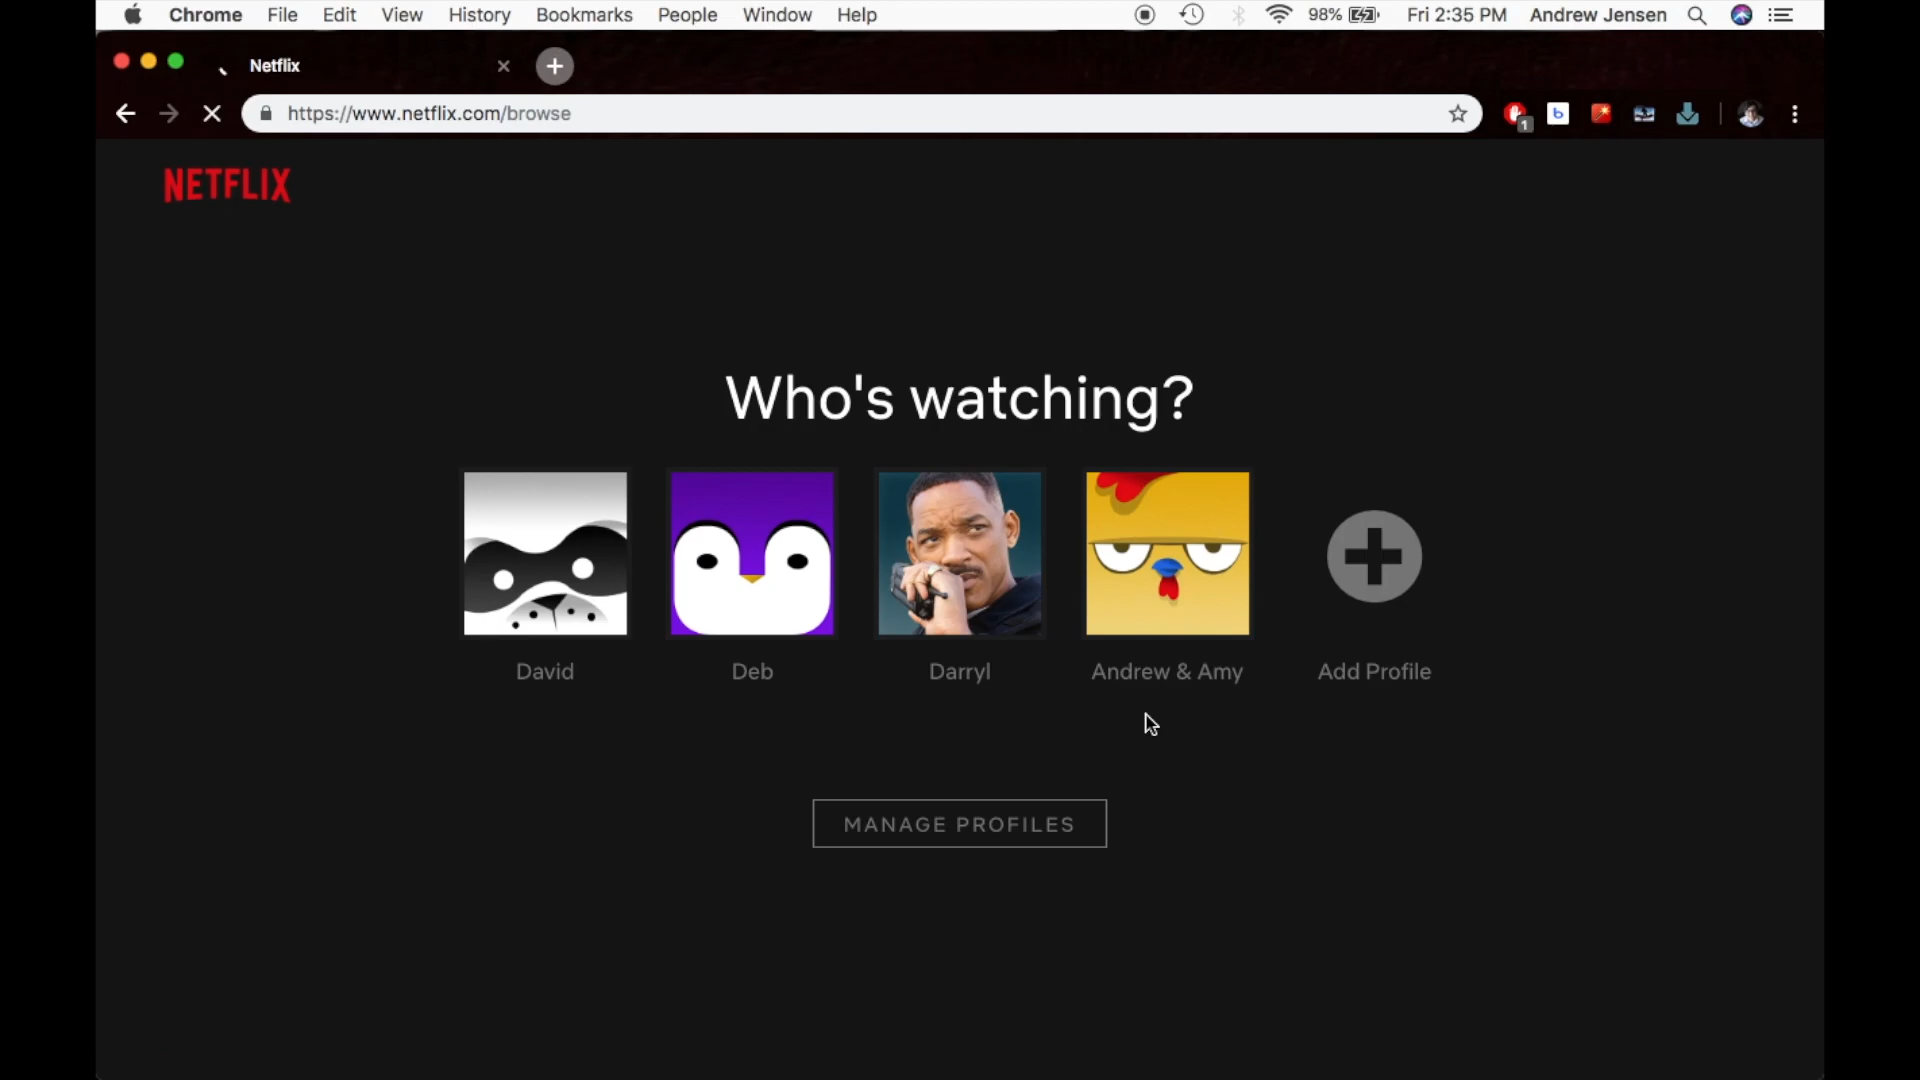 Chrome File Edit View History Bookmarks People Window Help 98% Fri 2:35 PM Andrew Jensen
Netflix
https://www.netflix.com/browse
1
b
NETFLIX
Who's watching?
David Deb Darryl Andrew & Amy Add Profile
MANAGE PROFILES